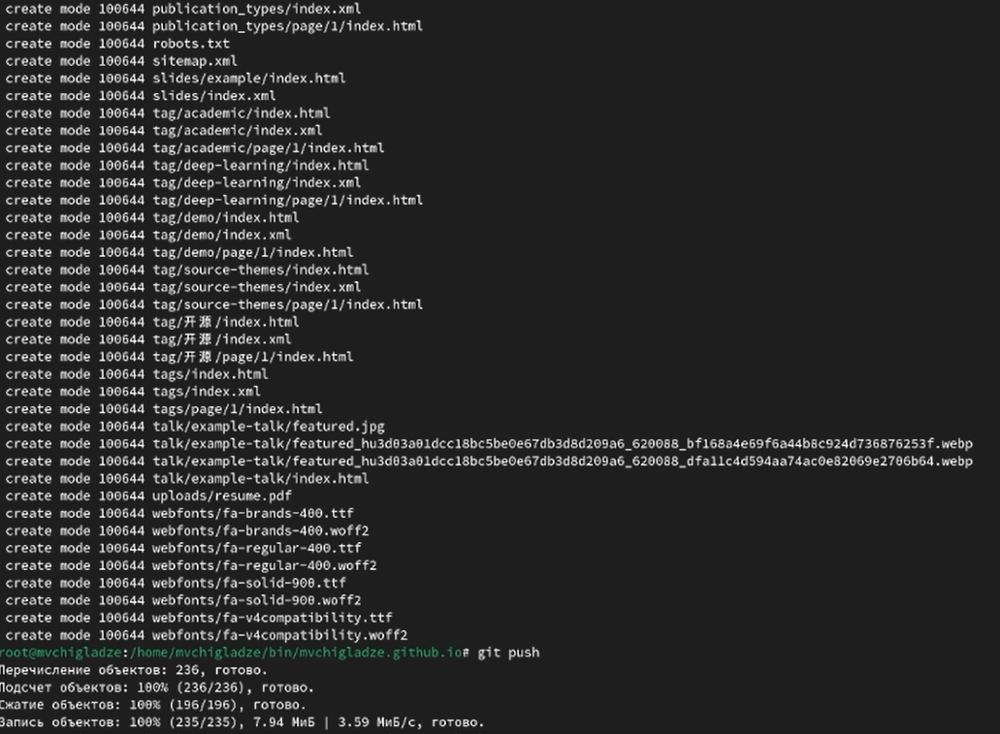 create mode 100644 publication_types/index.xml
create mode 100644 publication_types/page/1/index.html
create mode 100644 robots.txt
create mode 100644 sitemap.xml
create mode 100644 slides/example/index.html
create mode 100644 slides/index.xml
create mode 100644 tag/academic/index.html
create mode 100644 tag/academic/index.xml
create mode 100644 tag/academic/page/1/index.html
create mode 100644 tag/deep-learning/index.html
create mode 100644 tag/deep-learning/index.xml
create mode 100644 tag/deep-learning/page/1/index.html
create mode 100644 tag/demo/index.html
create mode 100644 tag/demo/index.xml
create mode 100644 tag/demo/page/1/index.html
create mode 100644 tag/source-themes/index.html
create mode 100644 tag/source-themes/index.xml
create mode 100644 tag/source-themes/page/1/index.html
create mode 100644 tag/开源/index.html
create mode 100644 tag/开源/index.xml
create mode 100644 tag/开源/page/1/index.html
create mode 100644 tags/index.html
create mode 100644 tags/index.xml
create mode 100644 tags/page/1/index.html
create mode 100644 talk/example-talk/featured.jpg
create mode 100644 talk/example-talk/featured_hu3d03a01dcc18bc5be0e67db3d8d209a6_620088_bf168a4e69f6a44b8c924d736876253f.webp
create mode 100644 talk/example-talk/featured_hu3d03a01dcc18bc5be0e67db3d8d209a6_620088_dfa11c4d594aa74ac0e82069e2706b64.webp
create mode 100644 talk/example-talk/index.html
create mode 100644 uploads/resume.pdf
create mode 100644 webfonts/fa-brands-400.ttf
create mode 100644 webfonts/fa-brands-400.woff2
create mode 100644 webfonts/fa-regular-400.ttf
create mode 100644 webfonts/fa-regular-400.woff2
create mode 100644 webfonts/fa-solid-900.ttf
create mode 100644 webfonts/fa-solid-900.woff2
create mode 100644 webfonts/fa-v4compatibility.ttf
create mode 100644 webfonts/fa-v4compatibility.woff2
root@mvchigladze:/home/mvchigladze/bin/mvchigladze.github.io# git push
Перечисление объектов: 236, готово.
Подсчет объектов: 100% (236/236), готово.
Сжатие объектов: 100% (196/196), готово.
Запись объектов: 100% (235/235), 7.94 МиБ | 3.59 МиБ/с, готово.